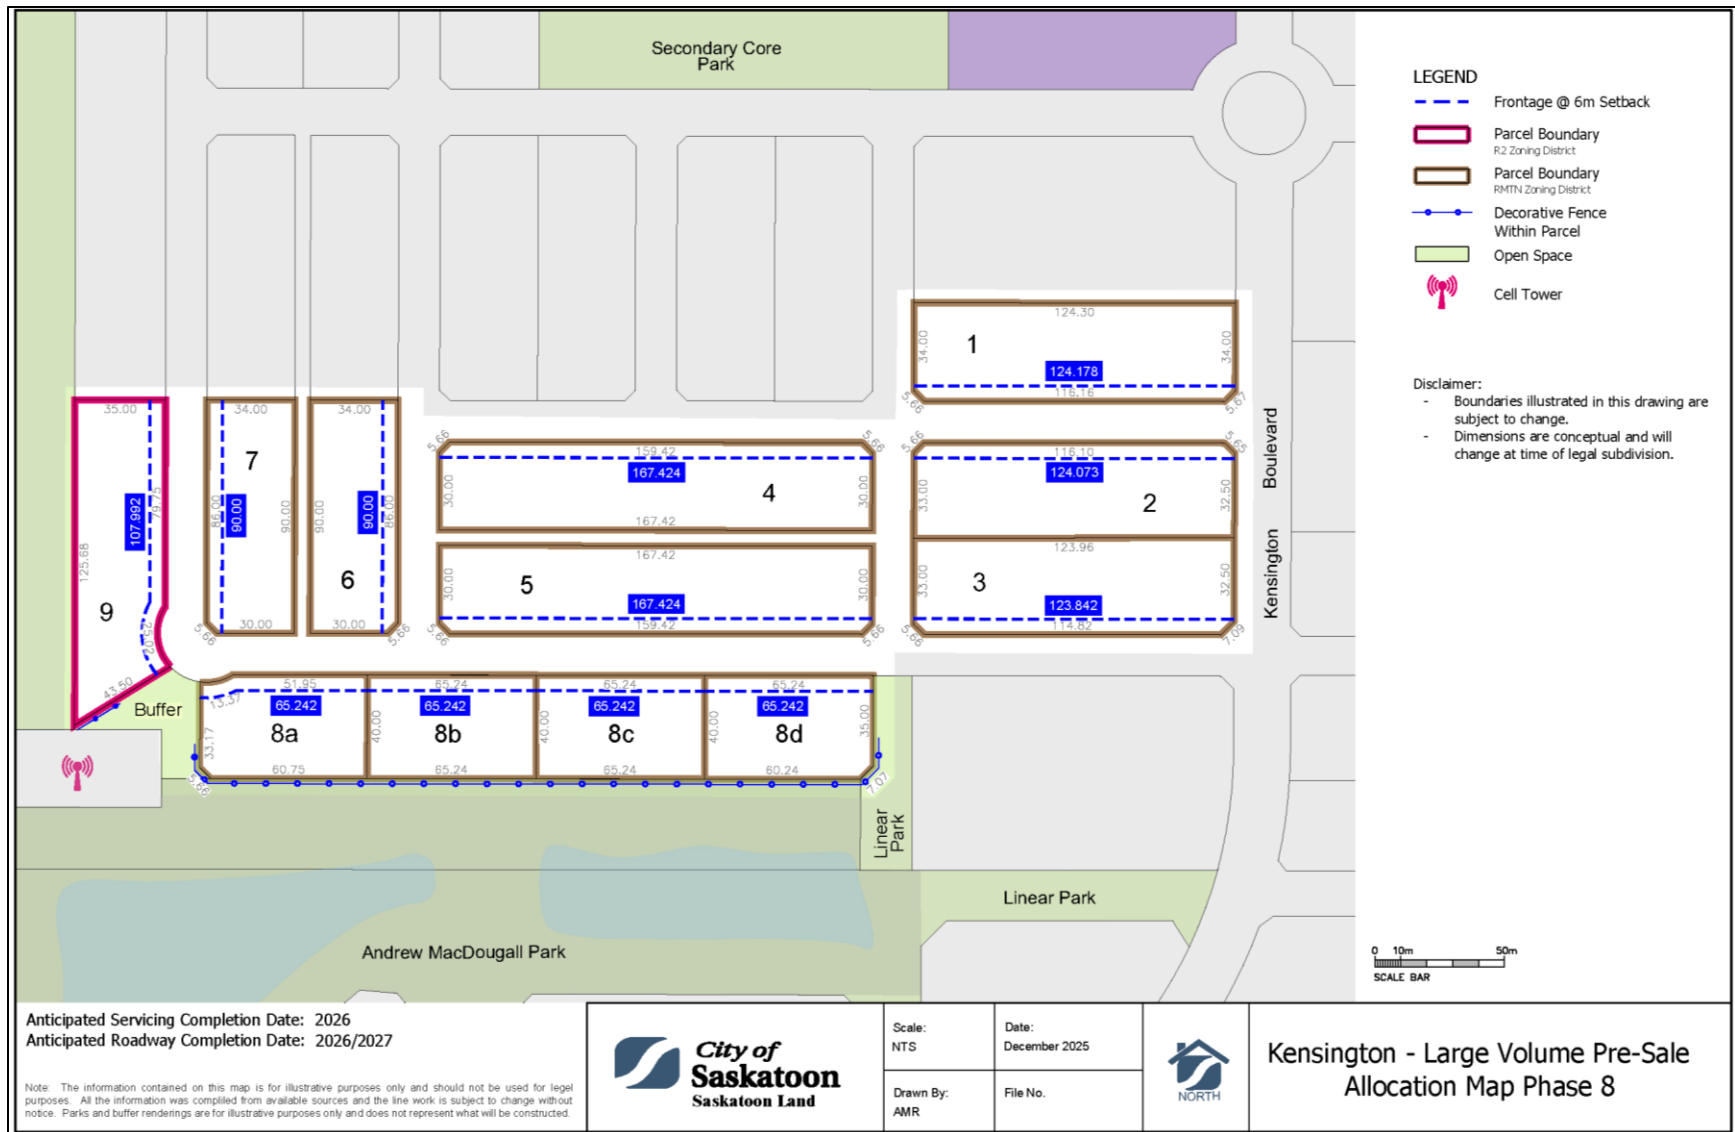 Secondary Core
Park
LEGEND
Frontage @ 6m Setback
Parcel Boundary
R2 Zoning District
Parcel Boundary
RMTN Zoning District
Decorative Fence
Within Parcel
Open Space
Cell Tower
Disclaimer:
- Boundaries illustrated in this drawing are
subject to change.
- Dimensions are conceptual and will
change at time of legal subdivision.
124.30
34.00
1
34.00
124.178
116.16
5.66
5.67
Kensington Boulevard
5.66
116.10
5.65
124.073
33.00
2
32.50
123.96
33.00
3
32.50
123.842
114.82
5.66
7.09
5.66
159.42
5.66
167.424
30.00
4
30.00
167.42
167.42
30.00
5
30.00
167.424
159.42
5.66
5.66
34.00
90.00
6
90.00
86.00
30.00
5.66
34.00
7
86.00
90.00
90.00
30.00
5.66
35.00
107.992
79.75
125.68
9
25.02
43.50
Buffer
51.95
13.37
65.242
8a
33.17
60.75
5.66
65.24
65.242
40.00
8b
65.24
65.24
65.242
40.00
8c
65.24
65.24
65.242
40.00
8d
35.00
60.24
7.07
Linear
Park
Linear Park
Andrew MacDougall Park
0 10m 50m
SCALE BAR
Anticipated Servicing Completion Date: 2026
Anticipated Roadway Completion Date: 2026/2027
Note: The information contained on this map is for illustrative purposes only and should not be used for legal
purposes. All the information was compliled from available sources and the line work is subject to change without
notice. Parks and buffer renderings are for illustrative purposes only and does not represent what will be constructed.
City of
Saskatoon
Saskatoon Land
Scale:
NTS
Date:
December 2025
Drawn By:
AMR
File No.
NORTH
Kensington - Large Volume Pre-Sale
Allocation Map Phase 8